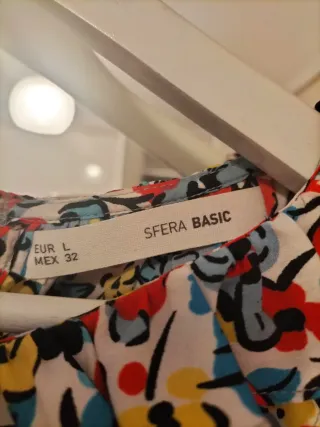 SFERA BASIC
EUR L
MEX 32